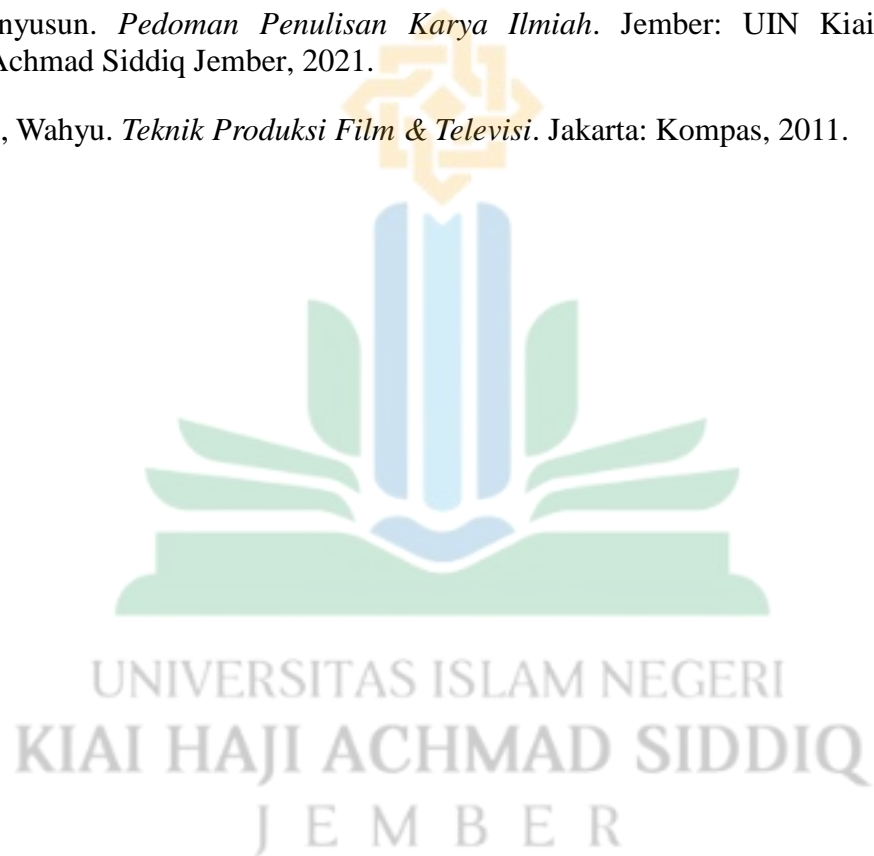 nyusun. Pedoman Penulisan Karya Ilmiah. Jember: UIN Kiai
Achmad Siddiq Jember, 2021.
, Wahyu. Teknik Produksi Film & Televisi. Jakarta: Kompas, 2011.
UNIVERSITAS ISLAM NEGERI
KIAI HAJI ACHMAD SIDDIQ
JEMBER